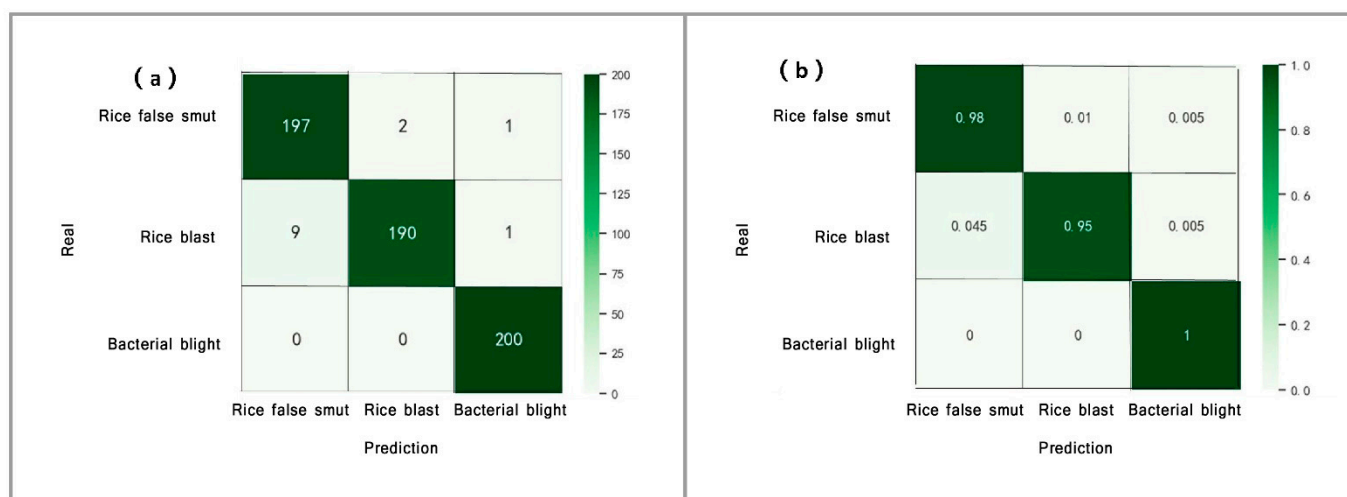 (a)
200
175
150
125
100
75
50
25
0
Real
Rice false smut
197 2 1
Rice blast
9 190 1
Bacterial blight
0 0 200
Rice false smut Rice blast Bacterial blight
Prediction
(b)
1.0
0.8
0.6
0.4
0.2
0.0
Real
Rice false smut
0.98 0.01 0.005
Rice blast
0.045 0.95 0.005
Bacterial blight
0 0 1
Rice false smut Rice blast Bacterial blight
Prediction